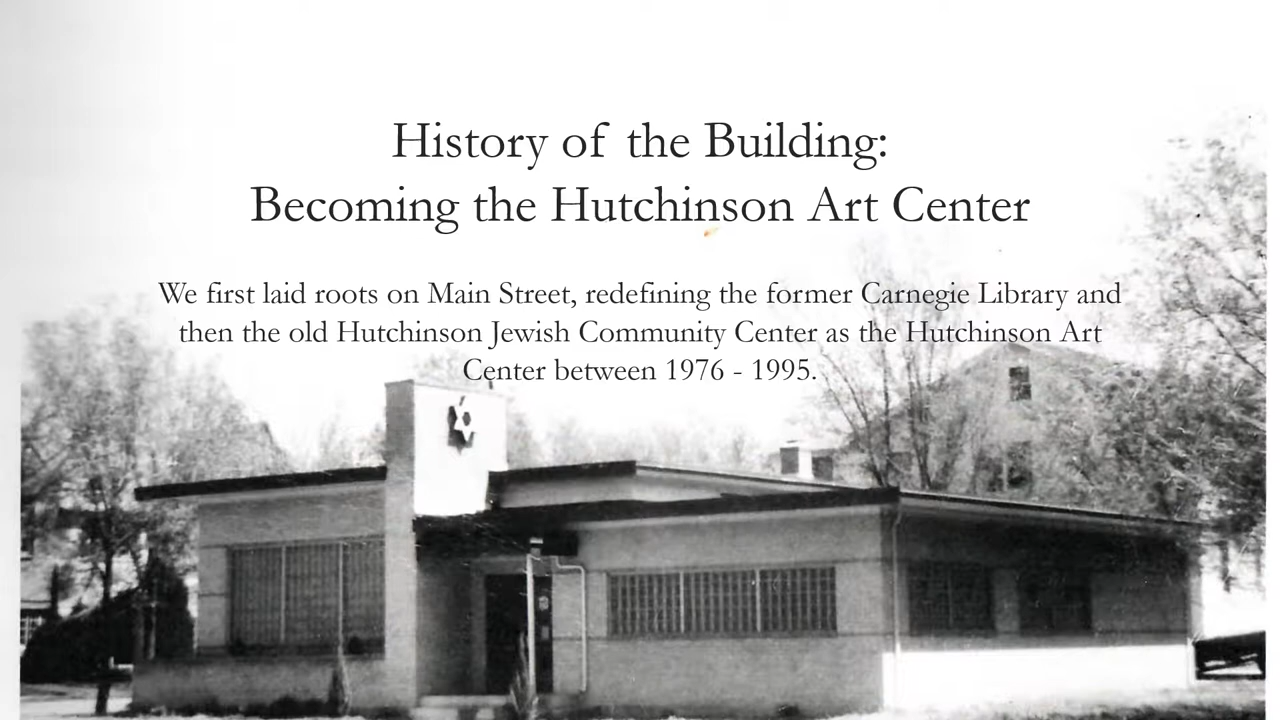 History of the Building:
Becoming the Hutchinson Art Center
We first laid roots on Main Street, redefining the former Carnegie Library and
then the old Hutchinson Jewish Community Center as the Hutchinson Art
Center between 1976 - 1995.